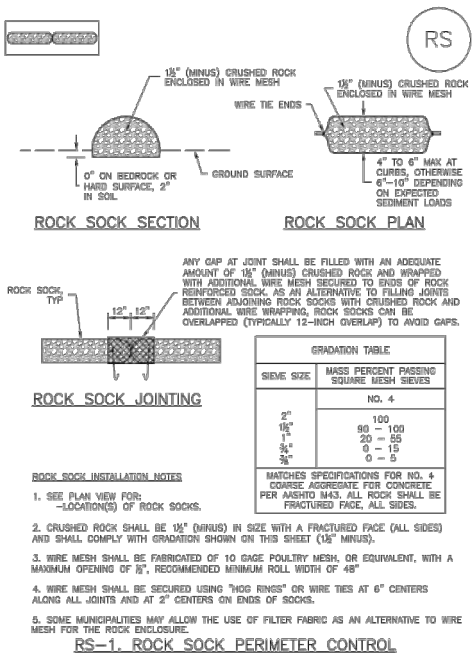 RS
1½" (MINUS) CRUSHED ROCK
ENCLOSED IN WIRE MESH
1½" (MINUS) CRUSHED ROCK
ENCLOSED IN WIRE MESH
WIRE TIE ENDS
0" ON BEDROCK OR
HARD SURFACE, 2"
IN SOIL
GROUND SURFACE
4" TO 6" MAX AT
CURBS, OTHERWISE
6"-10" DEPENDING
ON EXPECTED
SEDIMENT LOADS
ROCK SOCK SECTION
ROCK SOCK PLAN
ANY GAP AT JOINT SHALL BE FILLED WITH AN ADEQUATE
AMOUNT OF 1½" (MINUS) CRUSHED ROCK AND WRAPPED
WITH ADDITIONAL WIRE MESH SECURED TO ENDS OF ROCK
REINFORCED SOCK. AS AN ALTERNATIVE TO FILLING JOINTS
BETWEEN ADJOINING ROCK SOCKS WITH CRUSHED ROCK AND
ADDITIONAL WIRE WRAPPING, ROCK SOCKS CAN BE
OVERLAPPED (TYPICALLY 12-INCH OVERLAP) TO AVOID GAPS.
ROCK SOCK,
TYP
12" 12"
ROCK SOCK JOINTING
GRADATION TABLE
SIEVE SIZE
MASS PERCENT PASSING
SQUARE MESH SIEVES
NO. 4
2" 100
1½" 90 - 100
1" 20 - 55
¾" 0 - 15
⅜" 0 - 5
MATCHES SPECIFICATIONS FOR NO. 4
COARSE AGGREGATE FOR CONCRETE
PER AASHTO M43. ALL ROCK SHALL BE
FRACTURED FACE, ALL SIDES.
ROCK SOCK INSTALLATION NOTES
1. SEE PLAN VIEW FOR:
-LOCATION(S) OF ROCK SOCKS.
2. CRUSHED ROCK SHALL BE 1½" (MINUS) IN SIZE WITH A FRACTURED FACE (ALL SIDES)
AND SHALL COMPLY WITH GRADATION SHOWN ON THIS SHEET (1½" MINUS).
3. WIRE MESH SHALL BE FABRICATED OF 10 GAGE POULTRY MESH, OR EQUIVALENT, WITH A
MAXIMUM OPENING OF ½", RECOMMENDED MINIMUM ROLL WIDTH OF 48"
4. WIRE MESH SHALL BE SECURED USING "HOG RINGS" OR WIRE TIES AT 6" CENTERS
ALONG ALL JOINTS AND AT 2" CENTERS ON ENDS OF SOCKS.
5. SOME MUNICIPALITIES MAY ALLOW THE USE OF FILTER FABRIC AS AN ALTERNATIVE TO WIRE
MESH FOR THE ROCK ENCLOSURE.
RS-1. ROCK SOCK PERIMETER CONTROL